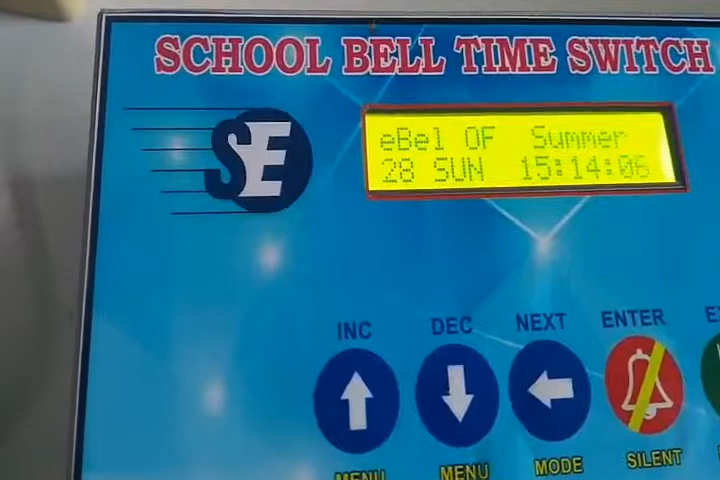 SCHOOL BELL TIME SWITCH
SE
eBel OF Summer
28 SUN 15:14:06
INC DEC NEXT ENTER
MENU MENU MODE SILENT